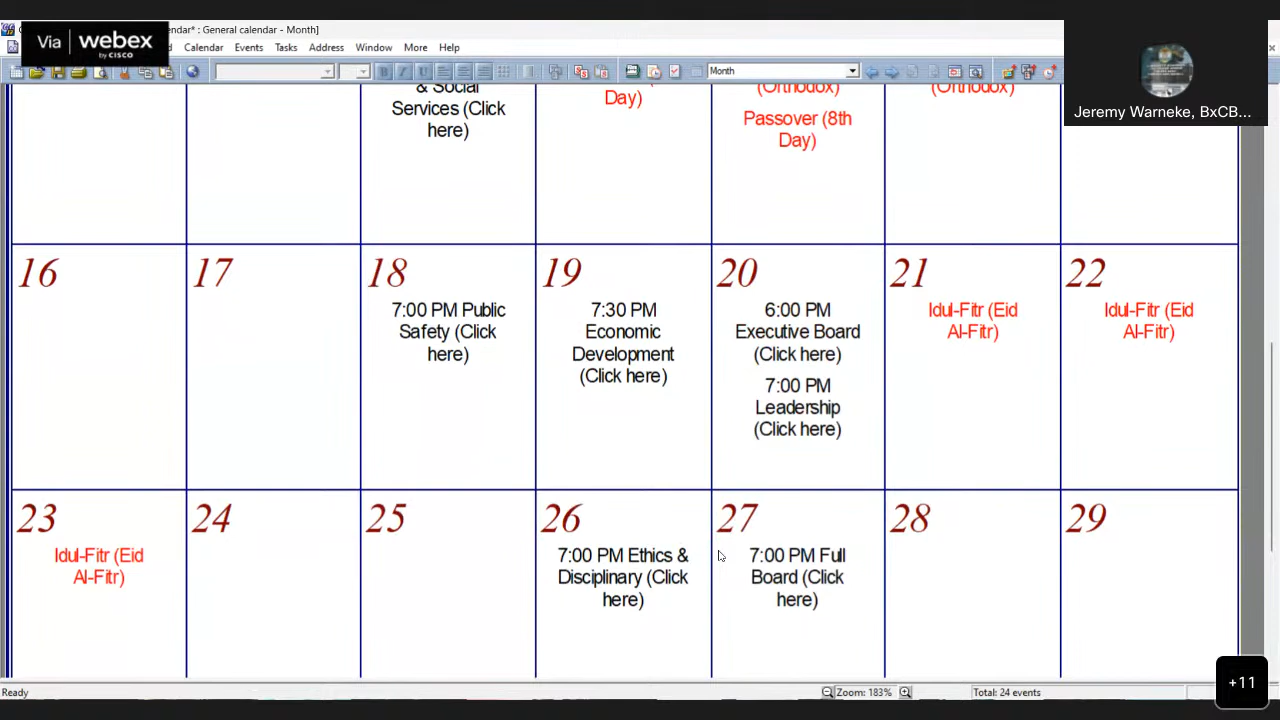 Via webex
by CISCO
endar* : General calendar - Month]
d Calendar Events Tasks Address Window More Help
Month
Jeremy Warneke, BxCB...
& Social
Services (Click
here)
Day)
(Orthodox)
Passover (8th
Day)
(Orthodox)
16 17 18 19 20 21 22
7:00 PM Public
Safety (Click
here)
7:30 PM
Economic
Development
(Click here)
6:00 PM
Executive Board
(Click here)
7:00 PM
Leadership
(Click here)
Idul-Fitr (Eid
Al-Fitr)
Idul-Fitr (Eid
Al-Fitr)
23 24 25 26 27 28 29
Idul-Fitr (Eid
Al-Fitr)
7:00 PM Ethics &
Disciplinary (Click
here)
7:00 PM Full
Board (Click
here)
Ready
Zoom: 183%
Total: 24 events
+11